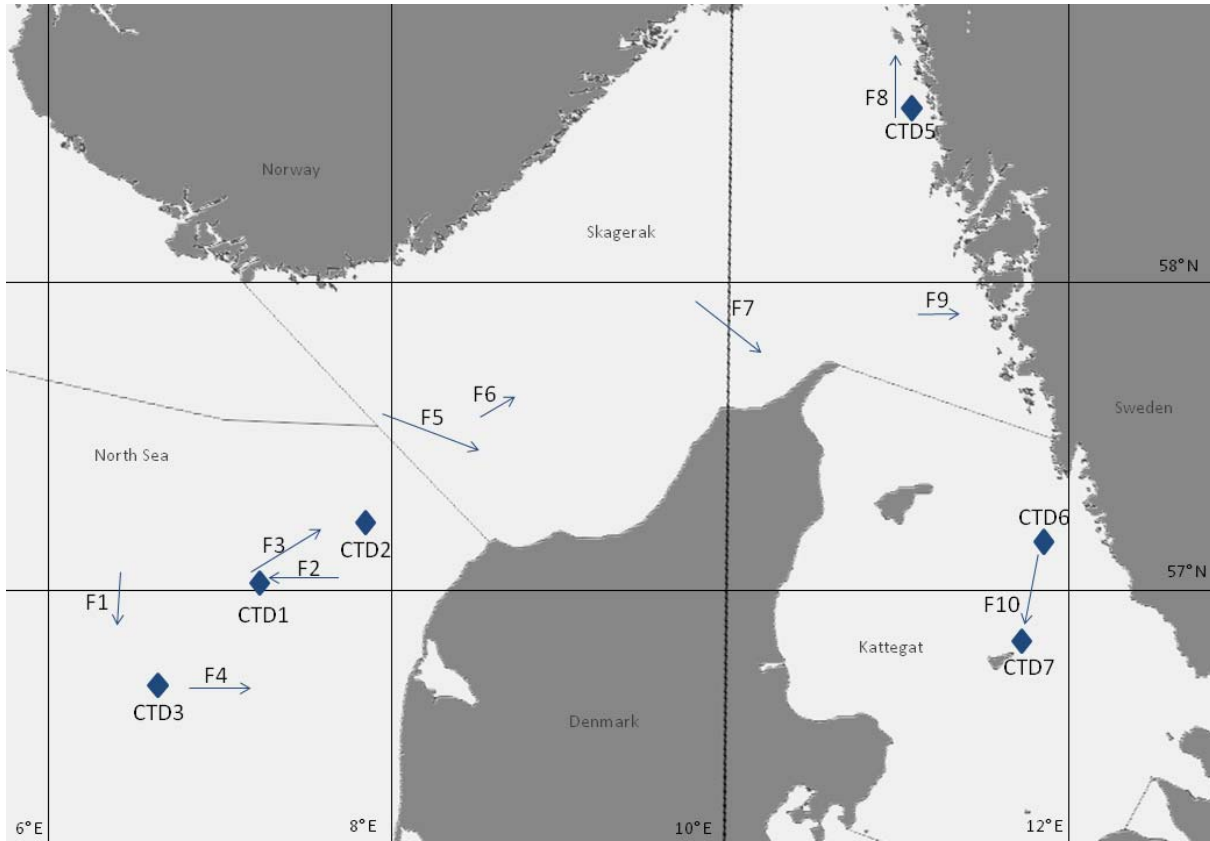 F8
CTD5
Norway
Skagerak
58°N
F7
F9
F6
F5
Sweden
North Sea
CTD6
F3
CTD2
F2
57°N
F1
CTD1
F10
Kattegat
CTD7
F4
CTD3
Denmark
6°E
8°E
10°E
12°E